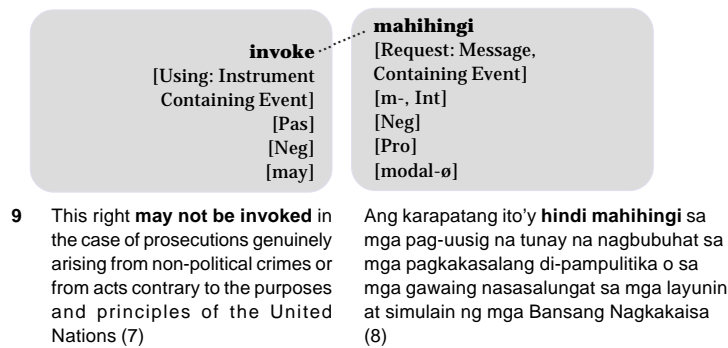 invoke
[Using: Instrument
Containing Event]
[Pas]
[Neg]
[may]
mahihingi
[Request: Message,
Containing Event]
[m-, Int]
[Neg]
[Pro]
[modal-ø]
9 This right may not be invoked in
the case of prosecutions genuinely
arising from non-political crimes or
from acts contrary to the purposes
and principles of the United
Nations (7)
Ang karapatang ito'y hindi mahihingi sa
mga pag-uusig na tunay na nagbubuhat sa
mga pagkakasalang di-pampulitika o sa
mga gawaing nasasalungat sa mga layunin
at simulain ng mga Bansang Nagkakaisa
(8)